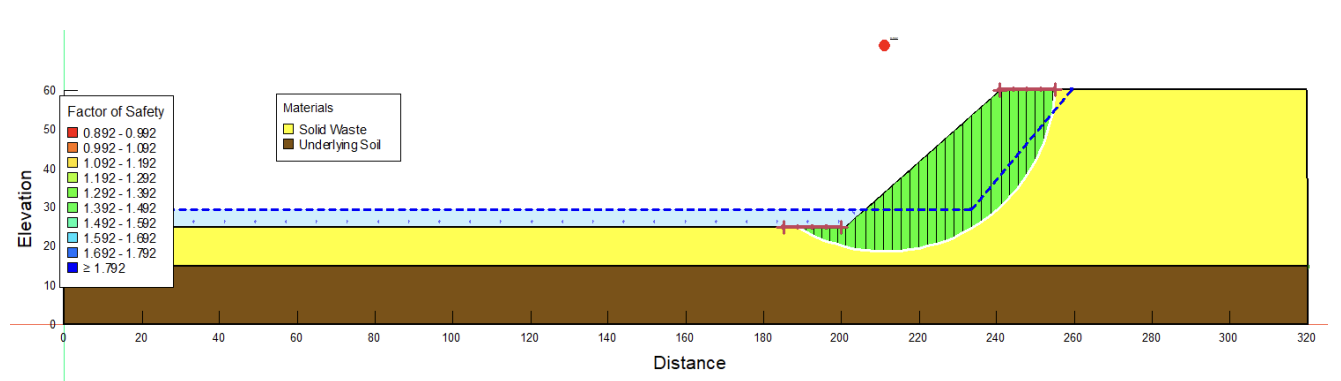 Factor of Safety
0.892 - 0.992
0.992 - 1.092
1.092 - 1.192
1.192 - 1.292
1.292 - 1.392
1.392 - 1.492
1.492 - 1.592
1.592 - 1.692
1.692 - 1.792
≥ 1.792
Materials
Solid Waste
Underlying Soil
Elevation
60
50
40
30
20
10
0
0 20 40 60 80 100 120 140 160 180 200 220 240 260 280 300 320
Distance